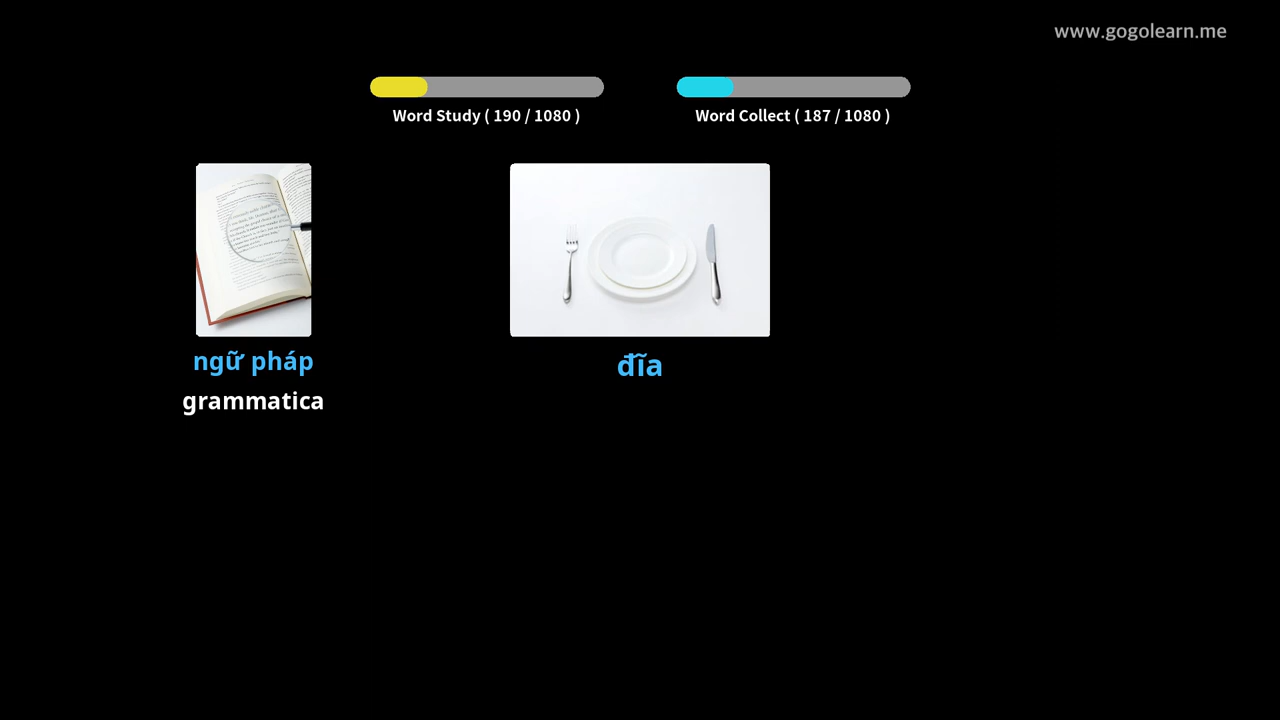 www.gogolearn.me
Word Study ( 190 / 1080 )
Word Collect ( 187 / 1080 )
ngữ pháp
grammatica
đĩa